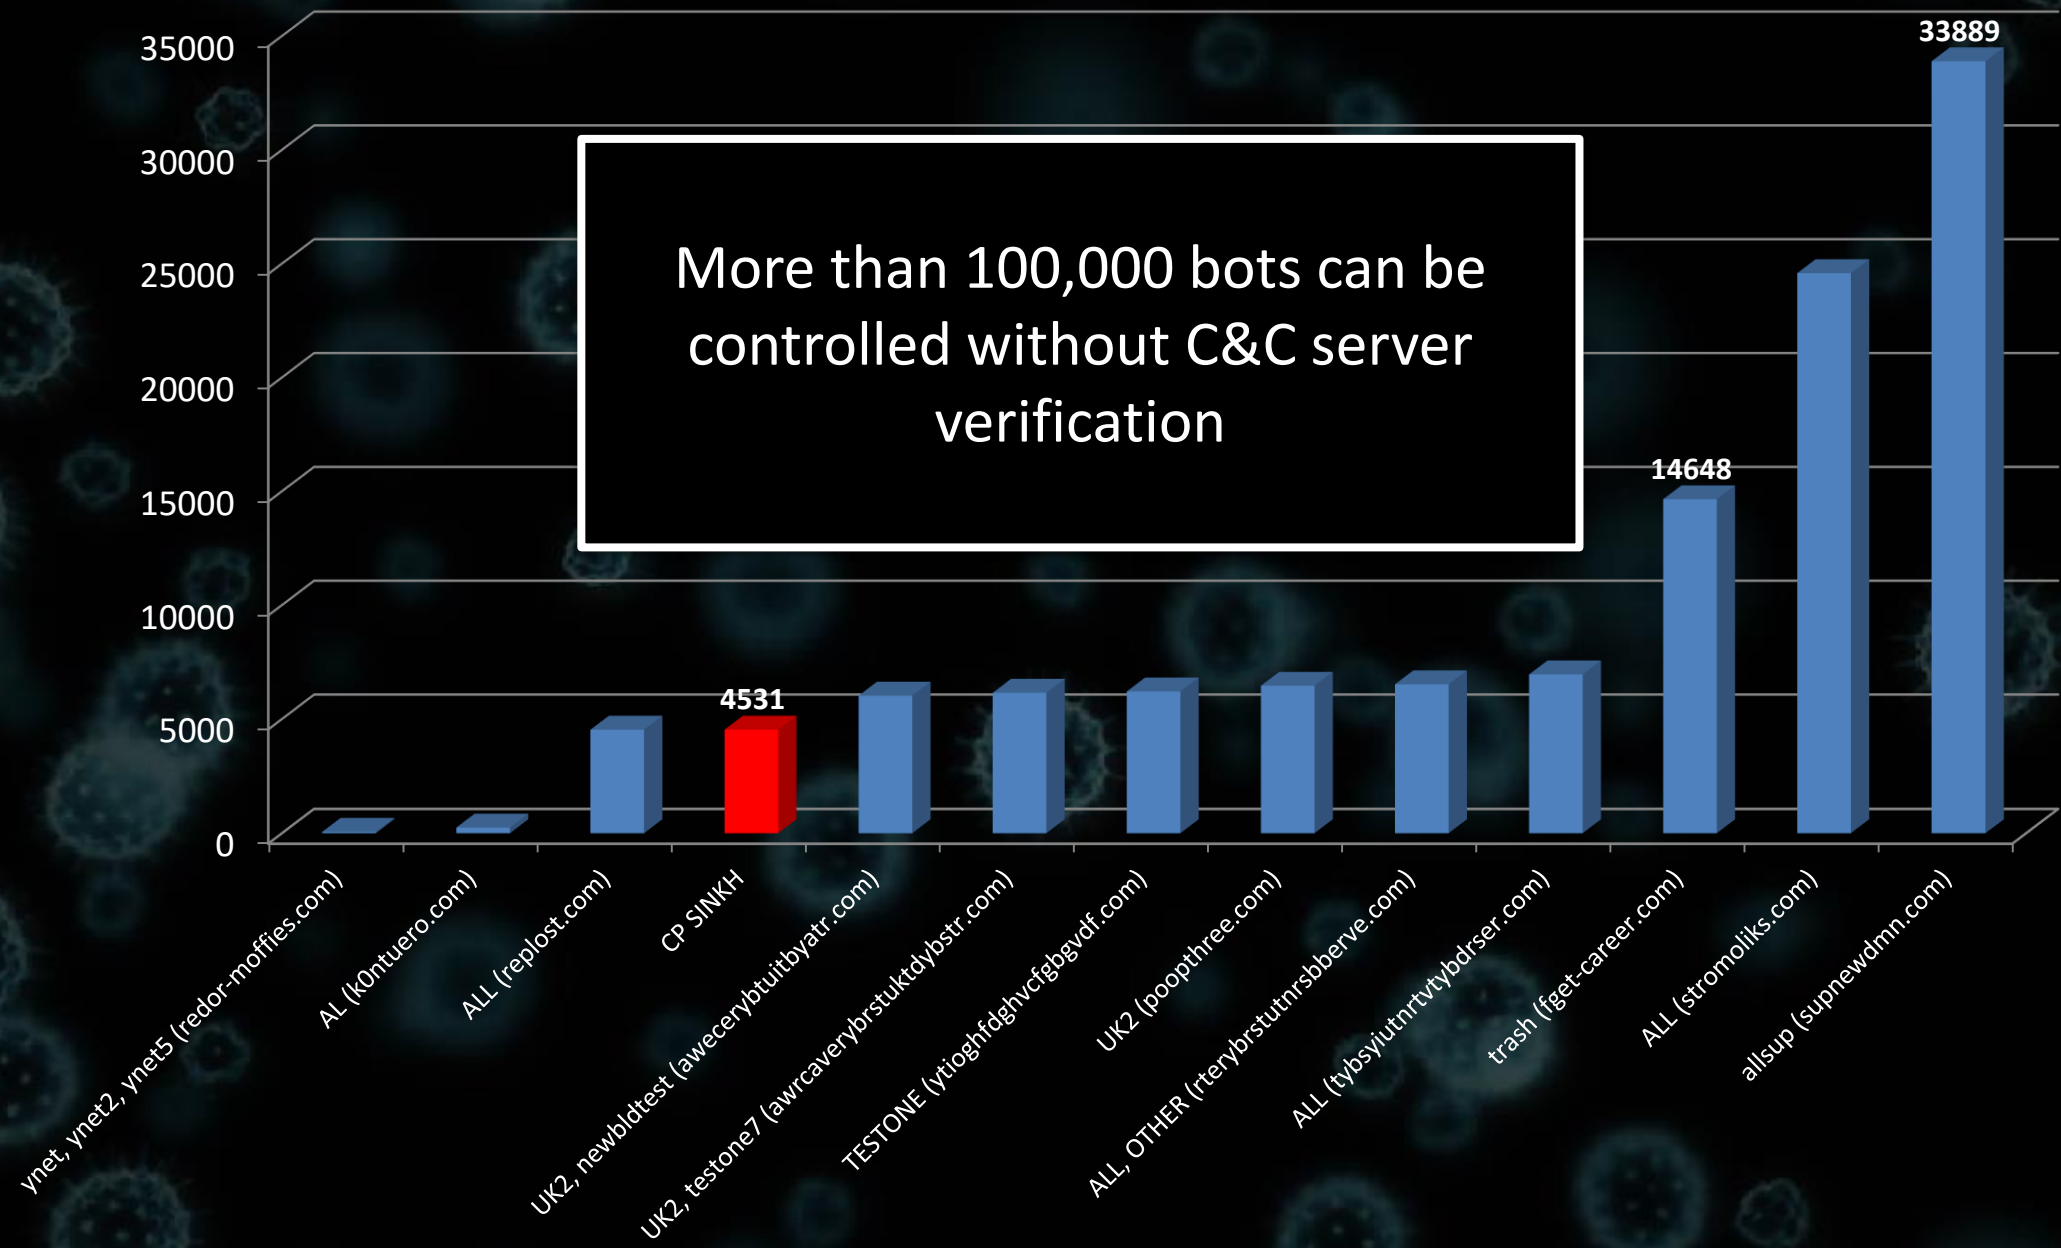 33889
35000
30000
25000
20000
15000
10000
5000
0
More than 100,000 bots can be
controlled without C&C server
verification
14648
4531
ynet, ynet2, ynet5 (redor-moffies.com)
AL (k0ntuero.com)
ALL (replost.com)
CP SINKH
UK2, newbldtest (awecerybtuitbyatr.com)
UK2, testone7 (awrcaverybrstuktdybstr.com)
TESTONE (ytioghfdghvcfgbgvdf.com)
UK2 (poopthree.com)
ALL, OTHER (rterybrstutnrsbberve.com)
ALL (tybsyiutnrtvtybdrser.com)
trash (fget-career.com)
ALL (stromoliks.com)
allsup (supnewdmn.com)